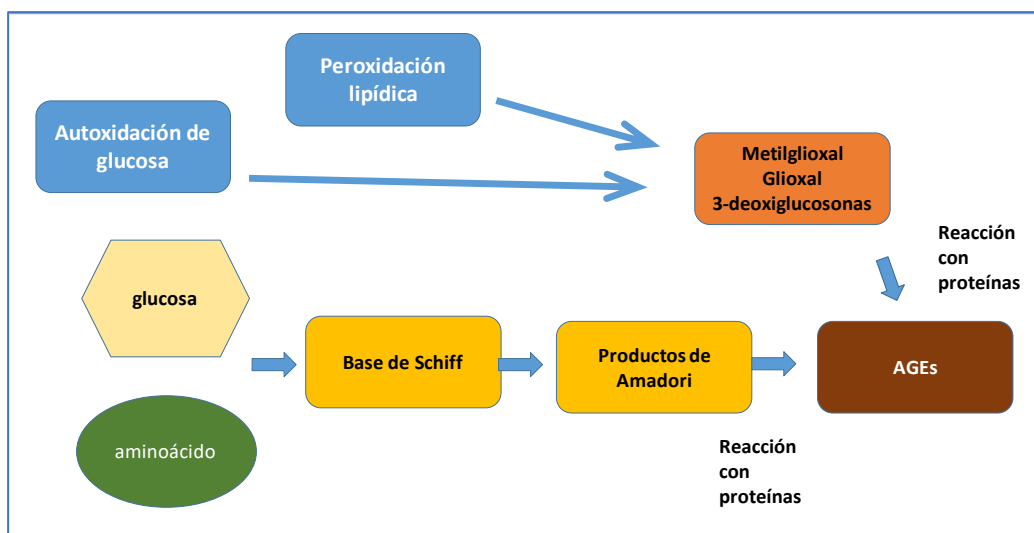 Peroxidación
lipídica
Autoxidación de
glucosa
Metilglioxal
Glioxal
3-deoxiglucosonas
Reacción
con
proteínas
glucosa
Base de Schiff
Productos de
Amadori
AGEs
aminoácido
Reacción
con
proteínas